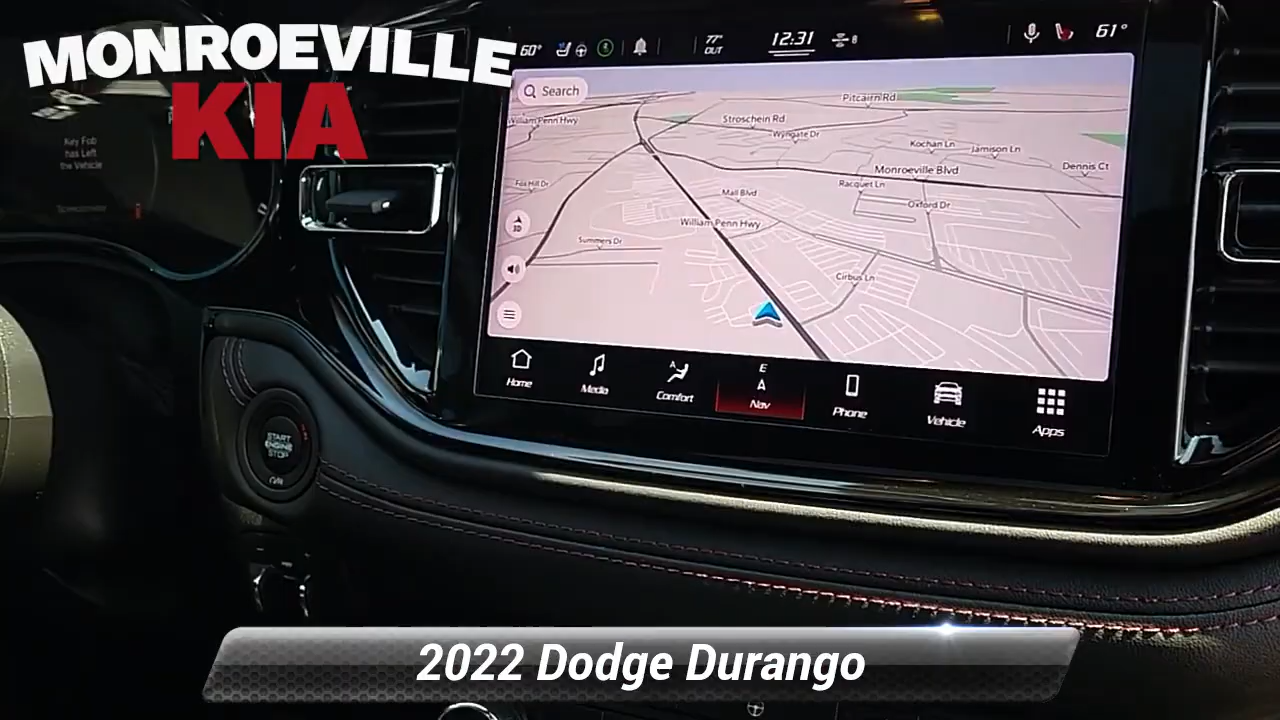 MONROEVILLE
KIA
Key Fob
has Left
the Vehicle
60°
77°
OUT
12:31
8
61°
Search
Pitcairn Rd
William Penn Hwy
Stroschein Rd
Wyngate Dr
Kochan Ln
Jamison Ln
Dennis Ct
Monroeville Blvd
Fox Hill Dr
Racquet Ln
Mall Blvd
Oxford Dr
3D
William Penn Hwy
Summers Dr
Cirbus Ln
Home
Media
Comfort
E
Nav
Phone
Vehicle
Apps
START
ENGINE
STOP
2022 Dodge Durango